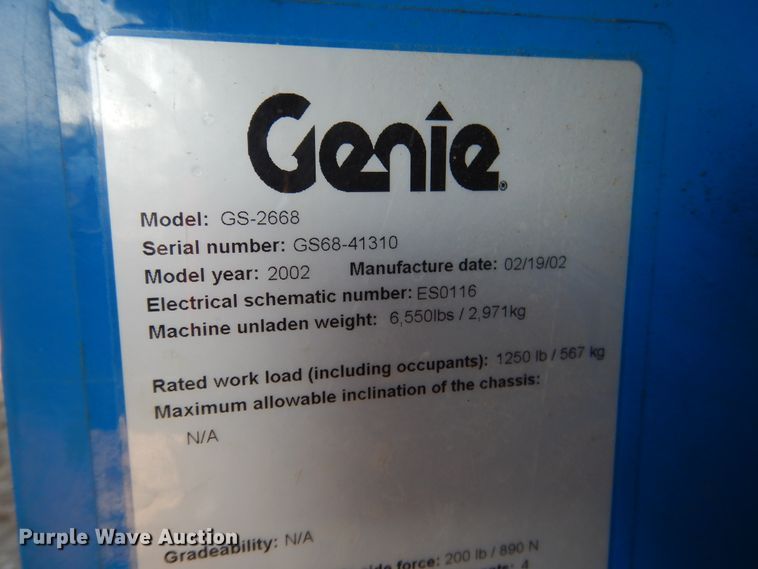 Genie
Model: GS-2668
Serial number: GS68-41310
Model year: 2002 Manufacture date: 02/19/02
Electrical schematic number: ES0116
Machine unladen weight: 6,550lbs / 2,971kg
Rated work load (including occupants): 1250 lb / 567 kg
Maximum allowable inclination of the chassis:
N/A
Gradeability: N/A
force: 200 lb / 890 N
4
Purple Wave Auction